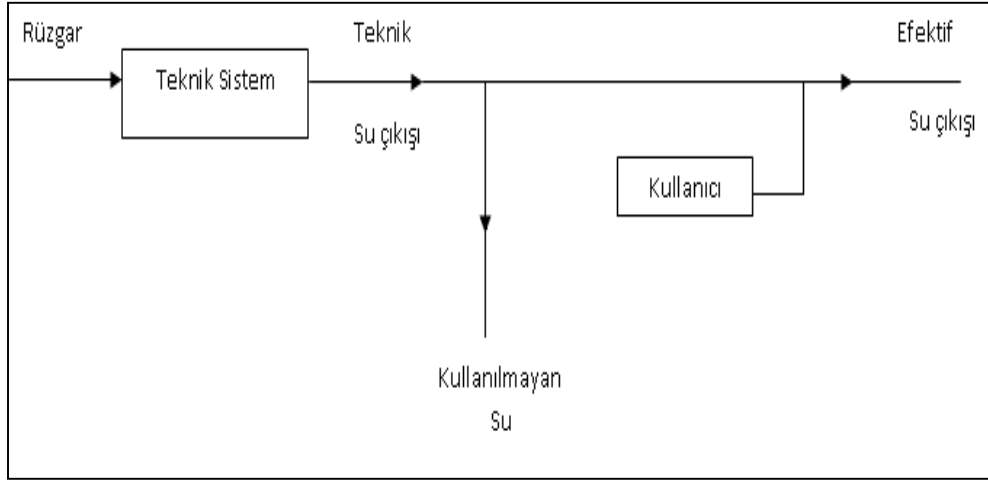 Rüzgar
Teknik
Efektif
Teknik Sistem
Su çıkışı
Su çıkışı
Kullanıcı
Kullanılmayan
Su